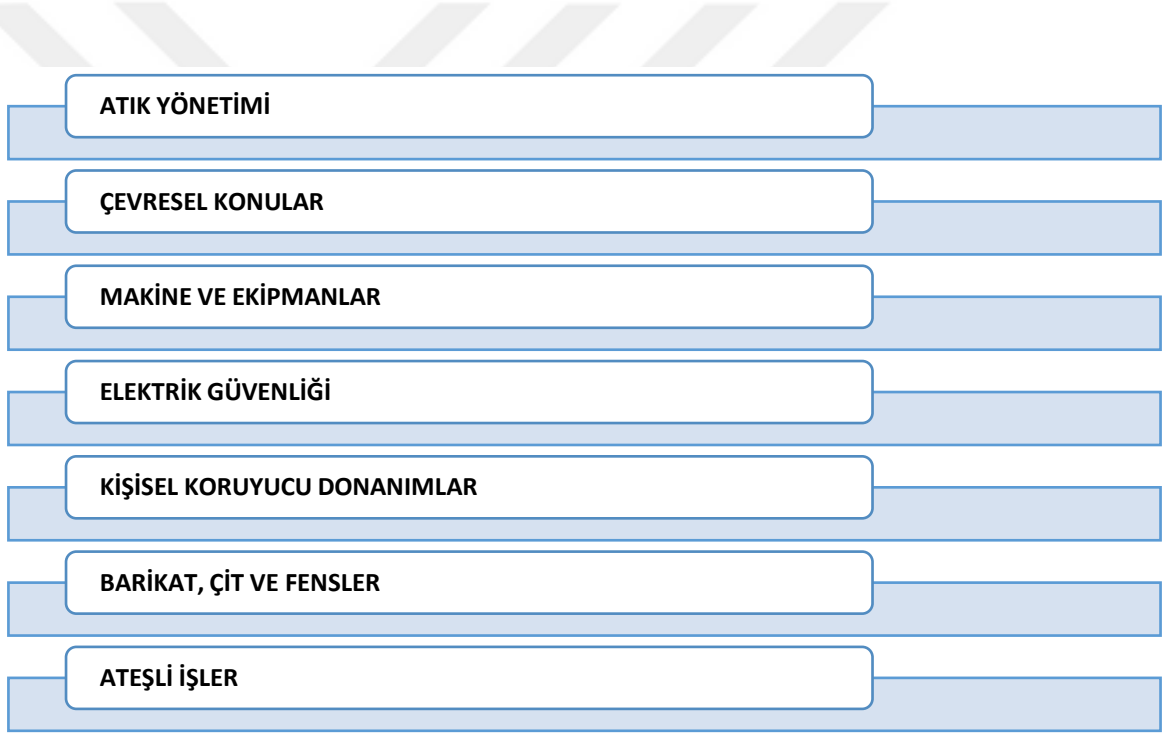 ATIK YÖNETİMİ
ÇEVRESEL KONULAR
MAKİNE VE EKİPMANLAR
ELEKTRİK GÜVENLİĞİ
KİŞİSEL KORUYUCU DONANIMLAR
BARİKAT, ÇİT VE FENSLER
ATEŞLİ İŞLER